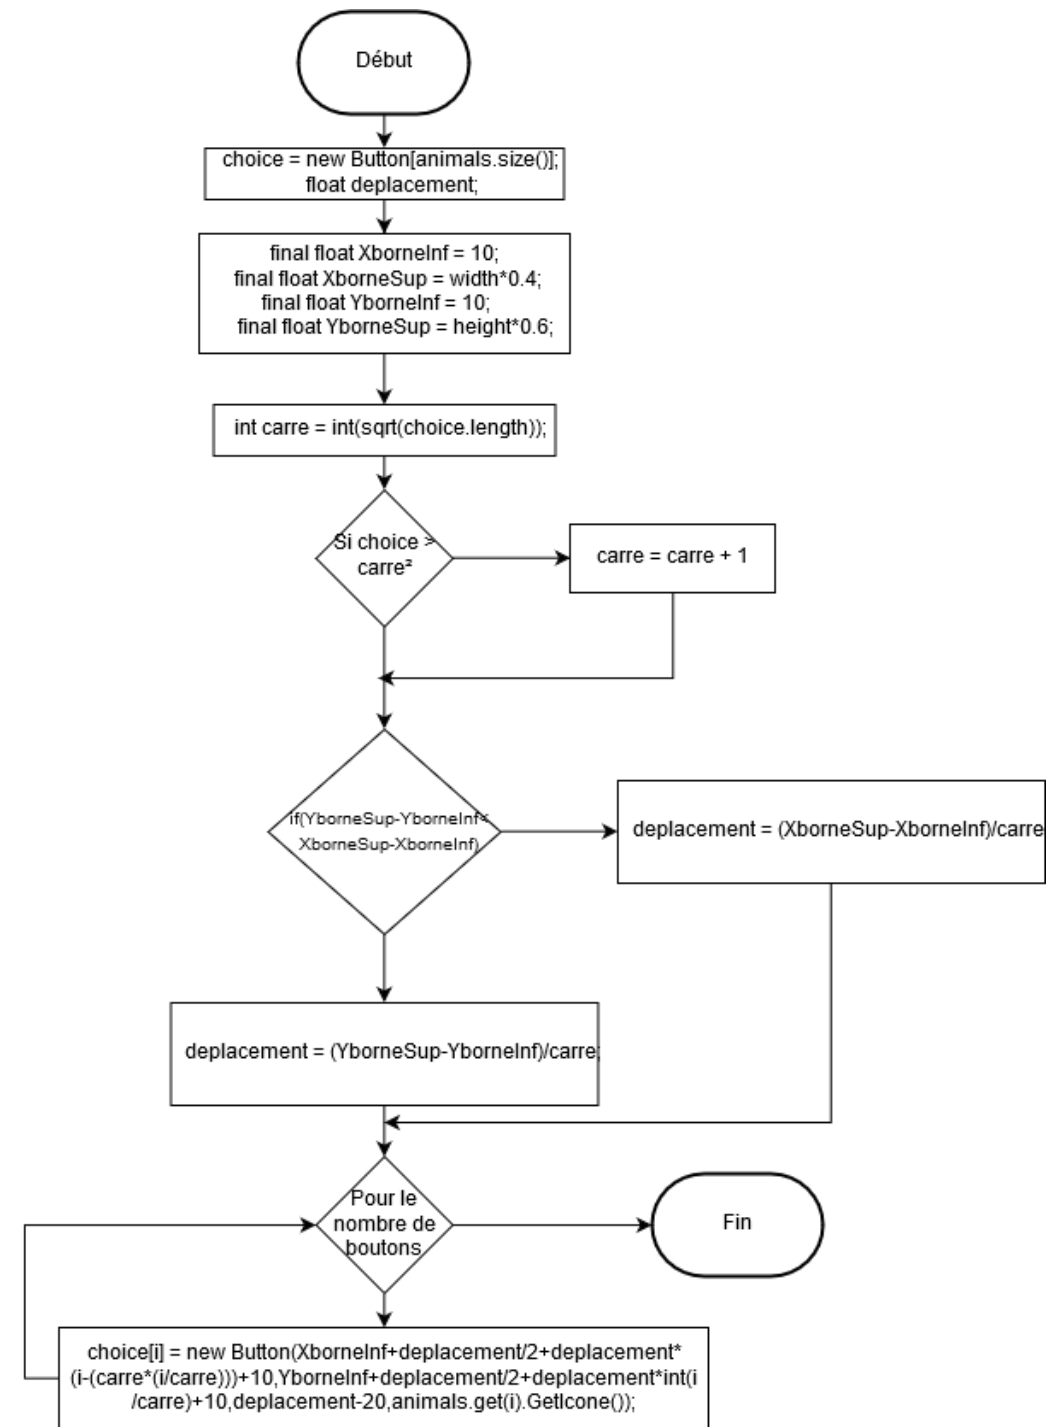 Début
choice = new Button[animals.size()];
float deplacement;
final float XborneInf = 10;
final float XborneSup = width*0.4;
final float YborneInf = 10;
final float YborneSup = height*0.6;
int carre = int(sqrt(choice.length));
Si choice >
carre²
carre = carre + 1
if(YborneSup-YborneInf<
XborneSup-XborneInf)
deplacement = (XborneSup-XborneInf)/carre
deplacement = (YborneSup-YborneInf)/carre;
Pour le
nombre de
boutons
Fin
choice[i] = new Button(XborneInf+deplacement/2+deplacement*
(i-(carre*(i/carre)))+10,YborneInf+deplacement/2+deplacement*int(i
/carre)+10,deplacement-20,animals.get(i).GetIcone());